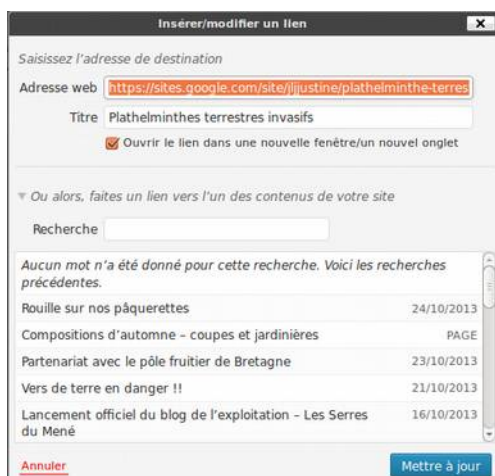 Insérer/modifier un lien
Saisissez l'adresse de destination
Adresse web https://sites.google.com/site/jljjustine/plathelminthe-terres
Titre Plathelminthes terrestres invasifs
Ouvrir le lien dans une nouvelle fenêtre/un nouvel onglet
Ou alors, faites un lien vers l'un des contenus de votre site
Recherche
Aucun mot n'a été donné pour cette recherche. Voici les recherches
précédentes.
Rouille sur nos pâquerettes 24/10/2013
Compositions d'automne – coupes et jardinières PAGE
Partenariat avec le pôle fruitier de Bretagne 23/10/2013
Vers de terre en danger !! 21/10/2013
Lancement officiel du blog de l'exploitation – Les Serres 16/10/2013
du Mené
Annuler Mettre à jour